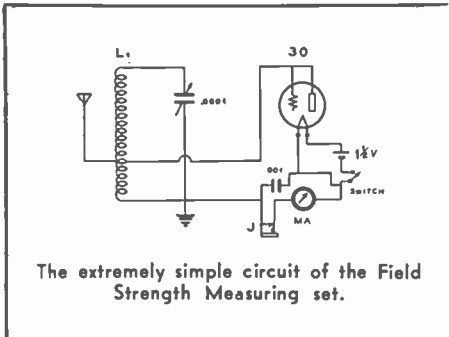 L1
30
.0001
1½V
.001
SWITCH
J
MA
The extremely simple circuit of the Field
Strength Measuring set.